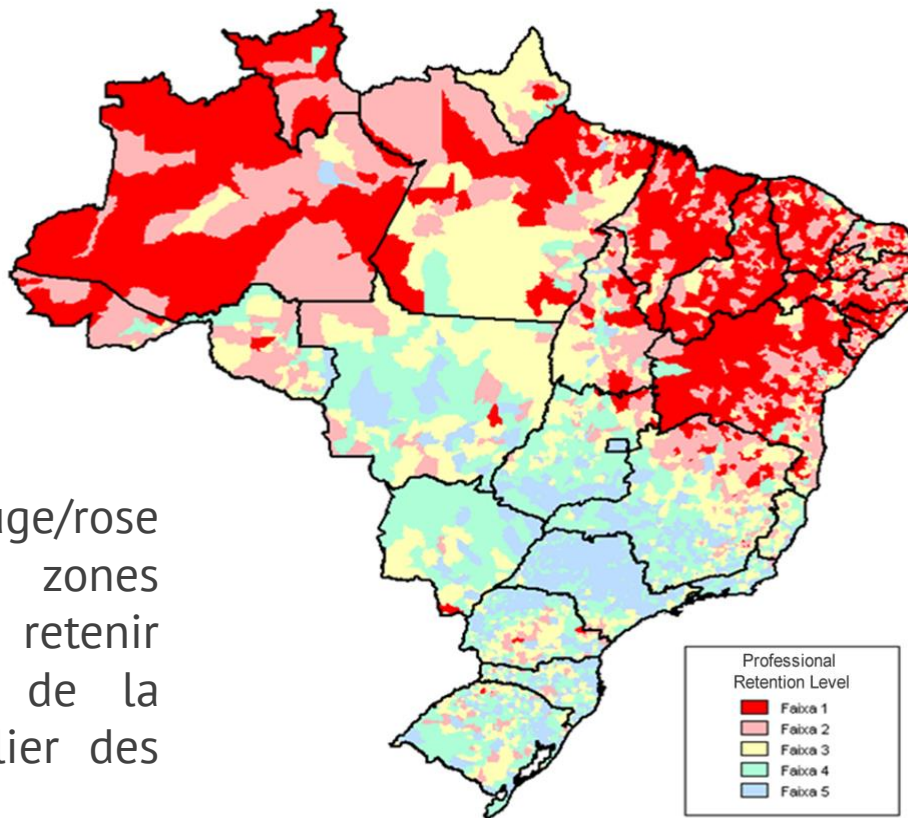 uge/rose
zones
retenir
de la
lier des
Professional
Retention Level
Faixa 1
Faixa 2
Faixa 3
Faixa 4
Faixa 5